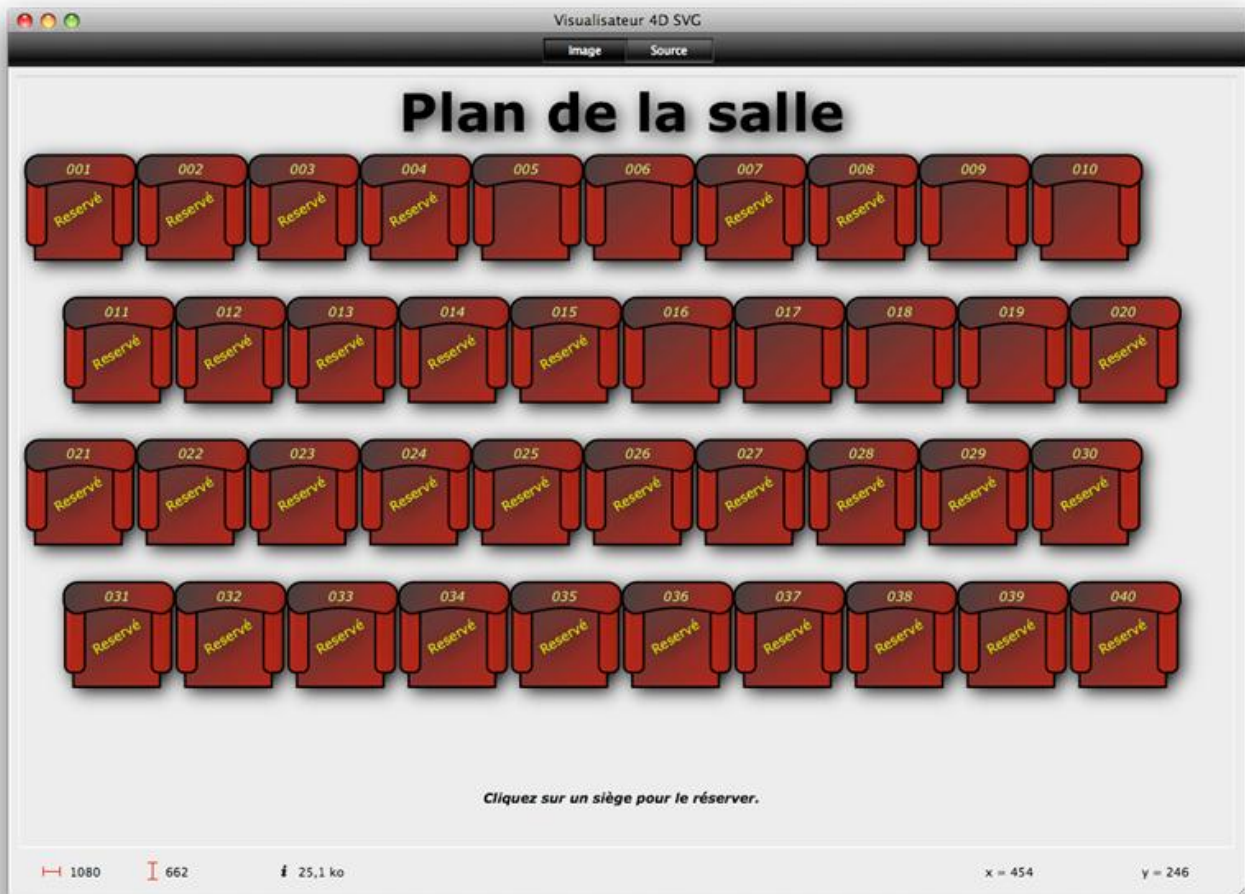 Visualisateur 4D SVG
Image Source
Plan de la salle
001 002 003 004 005 006 007 008 009 010
Reservé Reservé Reservé Reservé Reservé Reservé
011 012 013 014 015 016 017 018 019 020
Reservé Reservé Reservé Reservé Reservé Reservé
021 022 023 024 025 026 027 028 029 030
Reservé Reservé Reservé Reservé Reservé Reservé Reservé Reservé Reservé Reservé
031 032 033 034 035 036 037 038 039 040
Reservé Reservé Reservé Reservé Reservé Reservé Reservé Reservé Reservé Reservé
Cliquez sur un siège pour le réserver.
1080 662 i 25,1 ko x = 454 y = 246